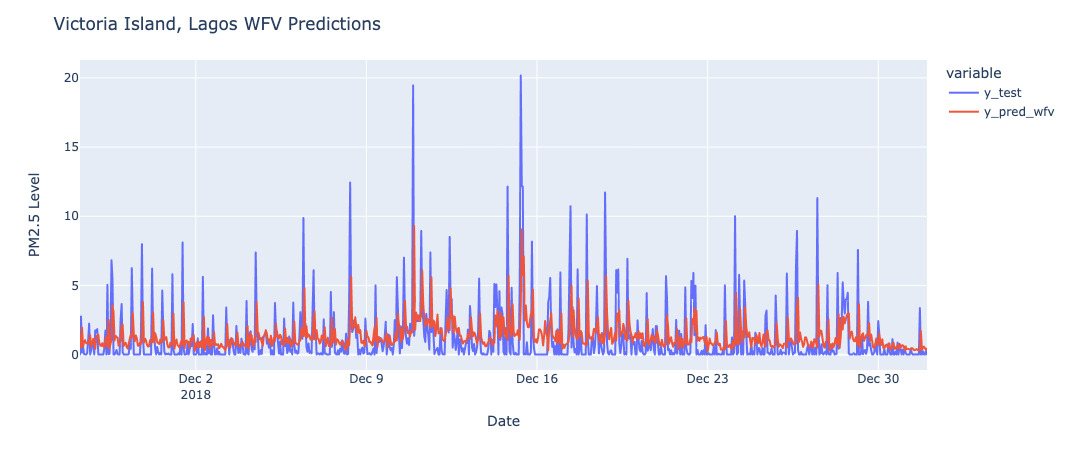 Victoria Island, Lagos WFV Predictions
variable
y_test
y_pred_wfv
PM2.5 Level
20
15
10
5
0
Dec 2
2018
Dec 9
Dec 16
Dec 23
Dec 30
Date